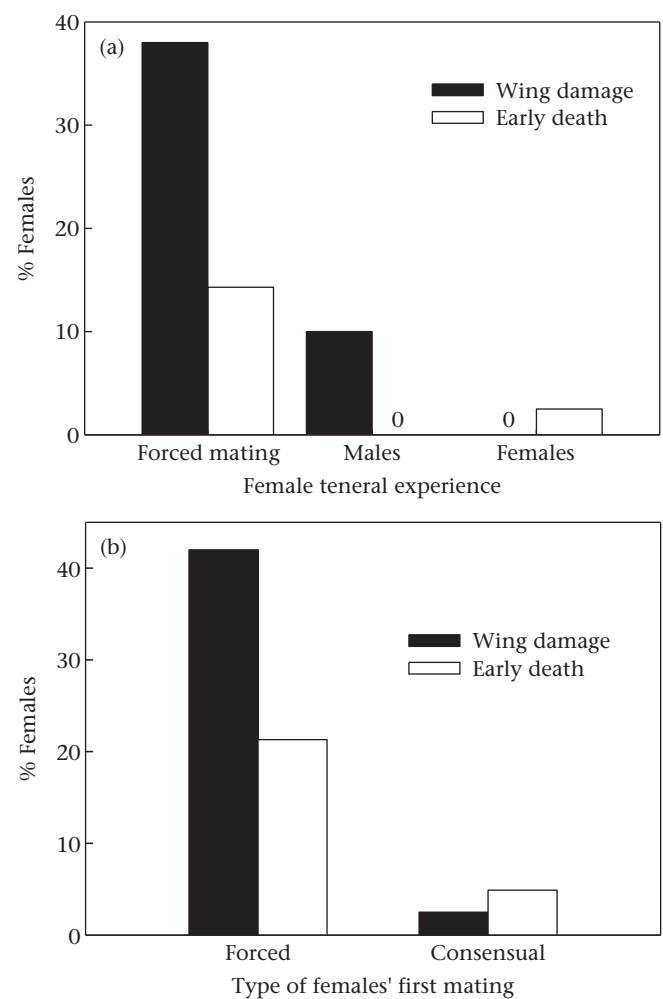 (a)
40
30
20
10
0
% Females
Wing damage
Early death
0
0
Forced mating
Males
Females
Female teneral experience
(b)
40
30
20
10
0
% Females
Wing damage
Early death
Forced
Consensual
Type of females' first mating